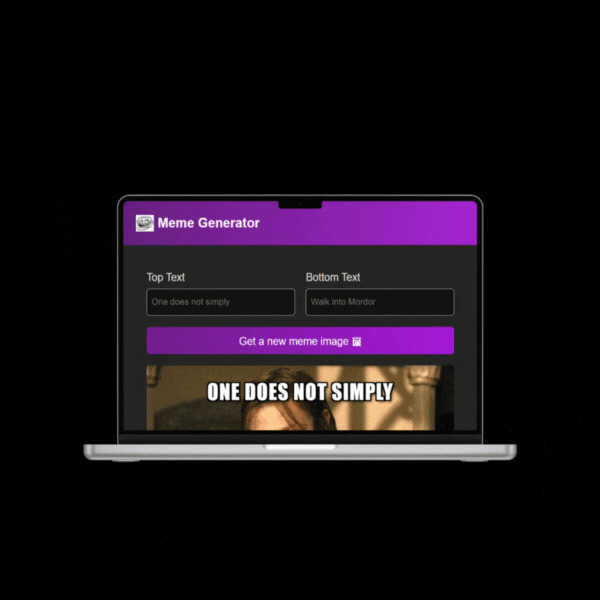 Meme Generator
Top Text
Bottom Text
One does not simply
Walk into Mordor
Get a new meme image
ONE DOES NOT SIMPLY